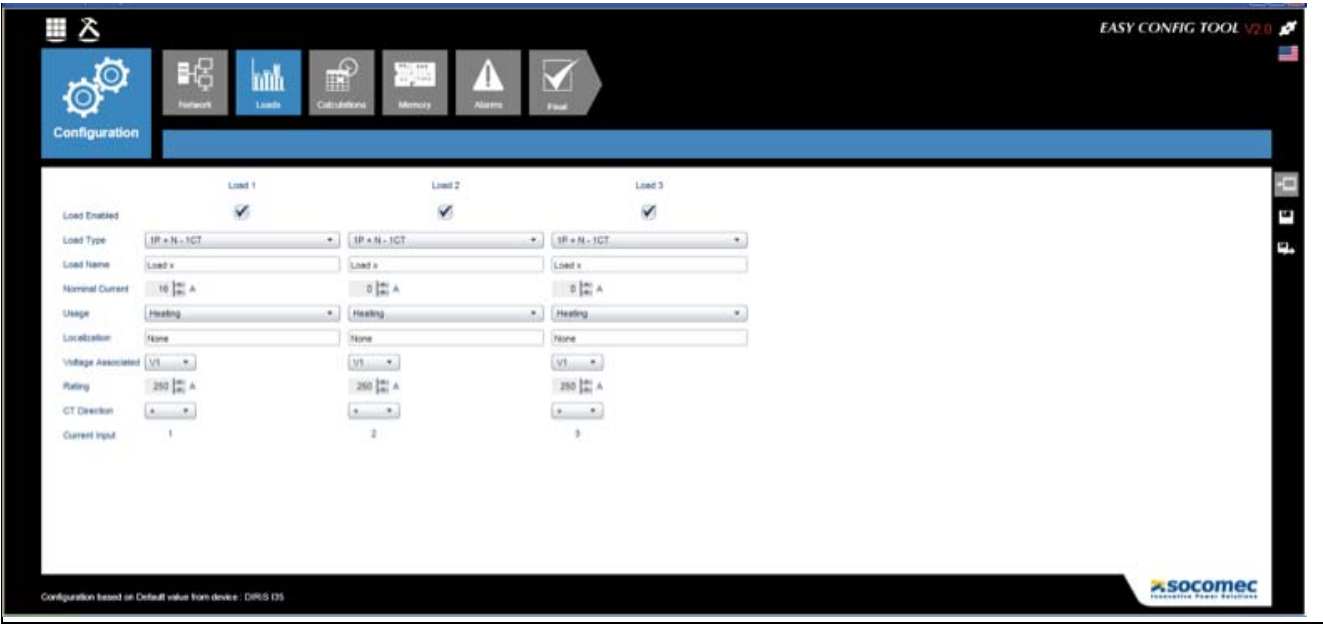 EASY CONFIG TOOL V2.0
Network Loads Calculations Memory Alarms Final
Configuration
Load 1 Load 2 Load 3
Load Enabled
Load Type 1P + N - 1CT 1P + N - 1CT 1P + N - 1CT
Load Name Load x Load x Load x
Nominal Current 16 A 0 A 0 A
Usage Heating Heating Heating
Localization None None None
Voltage Associated V1 V1 V1
Rating 250 A 250 A 250 A
CT Direction + + +
Current Input 1 2 3
socomec
Innovative Power Solutions
Configuration based on Default value from device : DIRIS I35